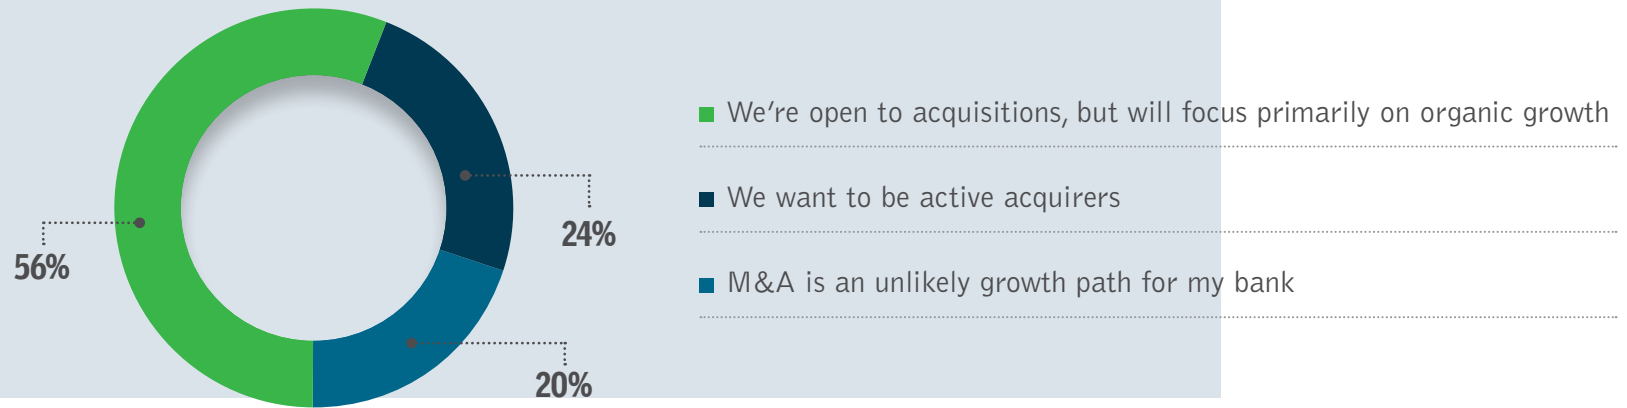 We’re open to acquisitions, but will focus primarily on organic growth
We want to be active acquirers
24%
56%
M&A is an unlikely growth path for my bank
20%